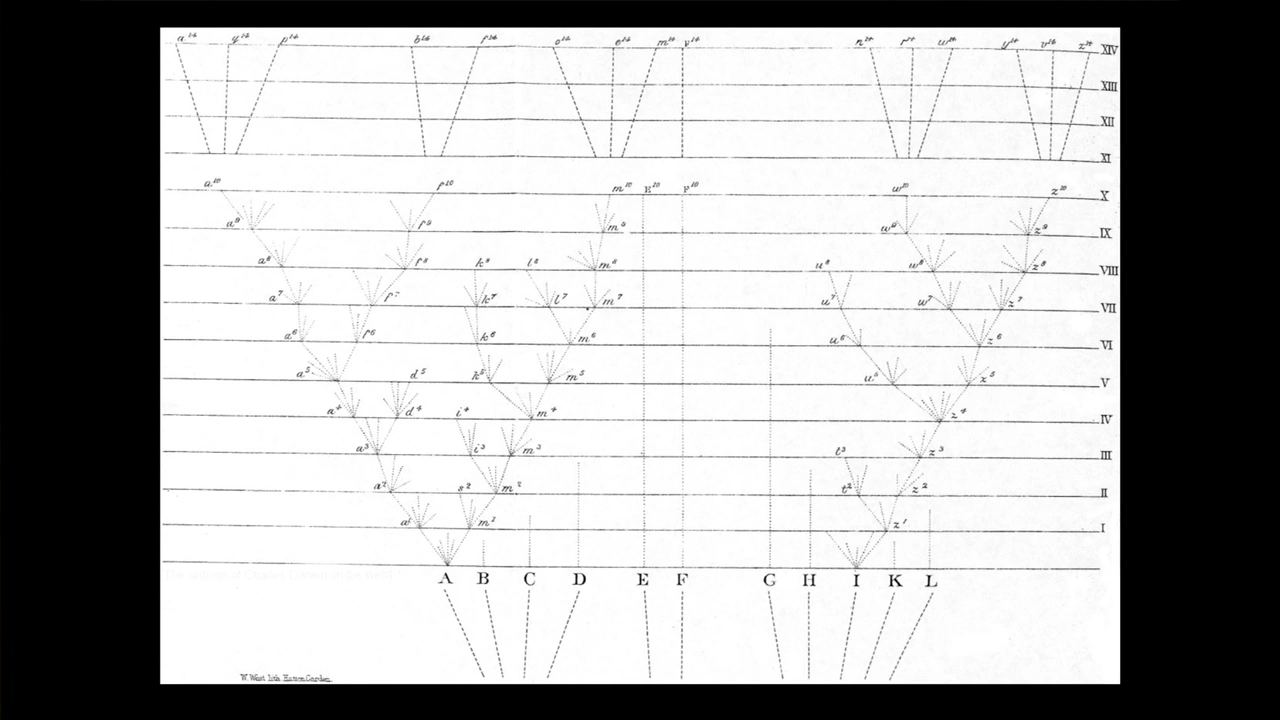 a¹⁴ q¹⁴ p¹⁴ b¹⁴ f¹⁴ o¹⁴ e¹⁴ m¹⁴ F¹⁴ n¹⁴ r¹⁴ w¹⁴ y¹⁴ v¹⁴ z¹⁴ XIV
XIII
XII
XI
a¹⁰ f¹⁰ m¹⁰ E¹⁰ F¹⁰ w¹⁰ z¹⁰ X
a⁹ f⁹ m⁹ w⁹ z⁹ IX
a⁸ f⁸ k⁸ l⁸ m⁸ u⁸ w⁸ z⁸ VIII
a⁷ f⁷ k⁷ l⁷ m⁷ u⁷ w⁷ z⁷ VII
a⁶ f⁶ k⁶ m⁶ u⁶ z⁶ VI
a⁵ d⁵ k⁵ m⁵ u⁵ z⁵ V
a⁴ d⁴ i⁴ m⁴ z⁴ IV
a³ i³ m³ t³ z³ III
a² s² m² t² z² II
a¹ m¹ z¹ I
A B C D E F G H I K L
W. West lith. Hatton Garden